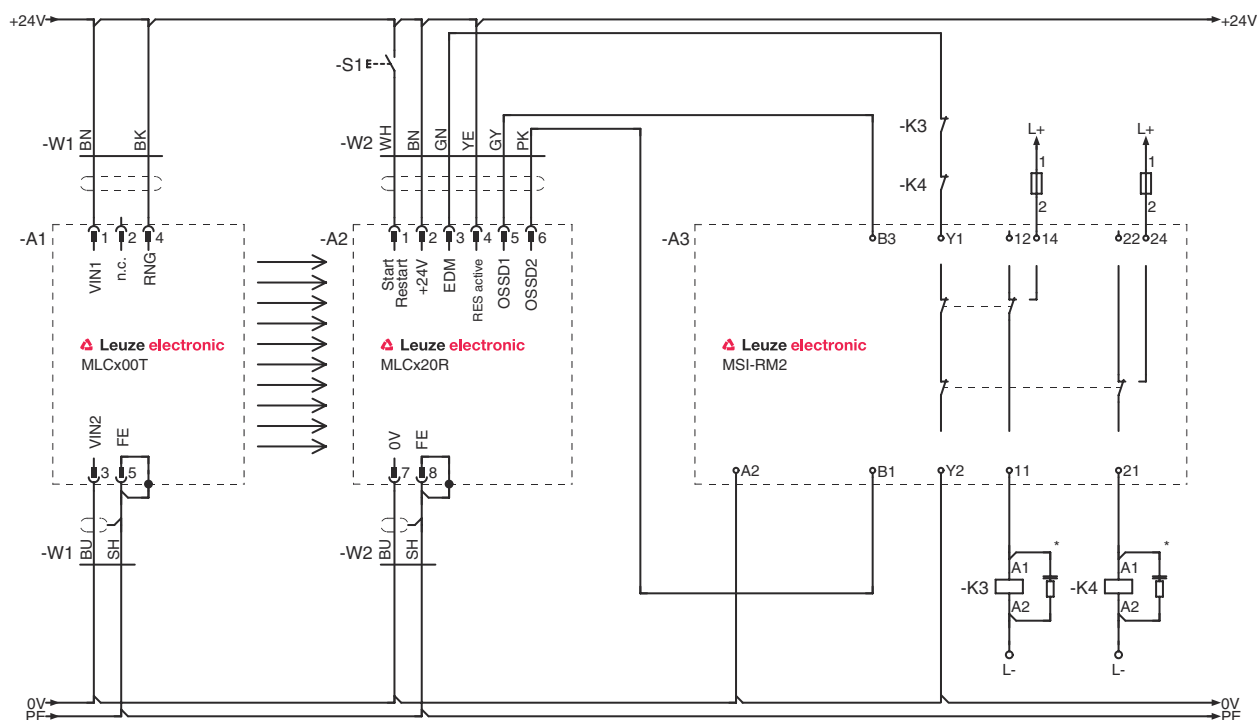 +24V
+24V
-S1
-K3
-K4
L+
1
2
L+
1
2
-W1
BN
BK
-W2
WH
BN
GN
YE
GY
PK
-A1
1
2
4
VIN1
n.c.
RNG
-A2
1
2
3
4
5
6
Start
Restart
+24V
EDM
RES active
OSSD1
OSSD2
-A3
B3
Y1
12
14
22
24
Leuze electronic
MLCx00T
Leuze electronic
MLCx20R
Leuze electronic
MSI-RM2
VIN2
FE
3
5
0V
FE
7
8
A2
B1
Y2
11
21
-W1
BU
SH
-W2
BU
SH
-K3
A1
A2
*
L-
-K4
A1
A2
*
L-
0V
0V
PE
PE